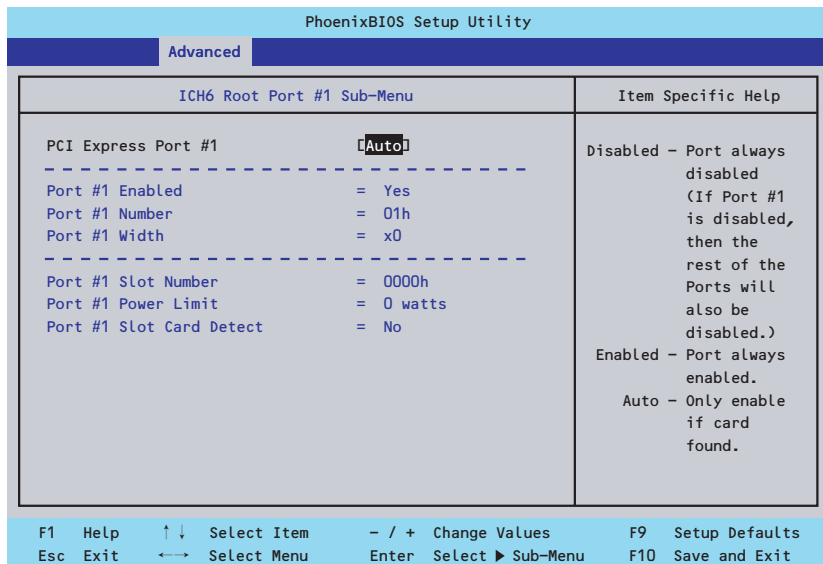 PhoenixBIOS Setup Utility
Advanced
ICH6 Root Port #1 Sub-Menu
Item Specific Help
PCI Express Port #1 [Auto]
Port #1 Enabled = Yes
Port #1 Number = 01h
Port #1 Width = x0
Port #1 Slot Number = 0000h
Port #1 Power Limit = 0 watts
Port #1 Slot Card Detect = No
Disabled – Port always
disabled
(If Port #1
is disabled,
then the
rest of the
Ports will
also be
disabled.)
Enabled – Port always
enabled.
Auto – Only enable
if card
found.
F1 Help ↑↓ Select Item – / + Change Values F9 Setup Defaults
Esc Exit ←→ Select Menu Enter Select ▶ Sub-Menu F10 Save and Exit